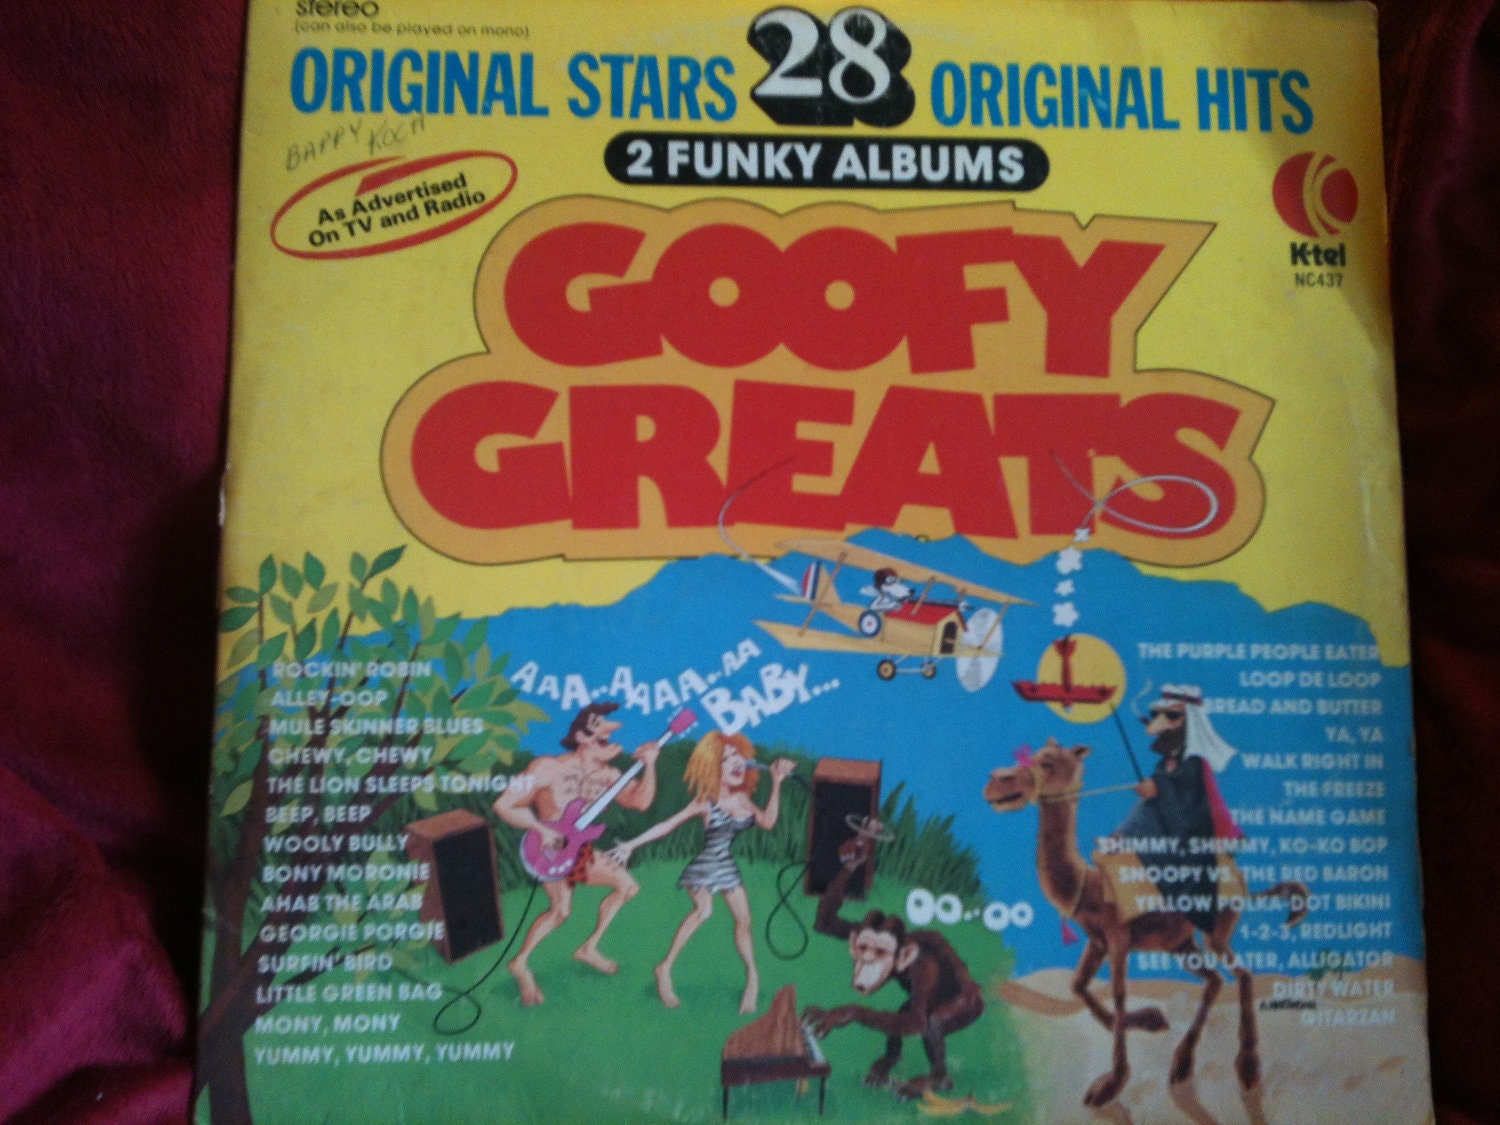 stereo
(can also be played on mono)
ORIGINAL STARS 28 ORIGINAL HITS
BAPPY KOCH
2 FUNKY ALBUMS
As Advertised
On TV and Radio
K-tel
NC437
GOOFY
GREATS
ROCKIN' ROBIN
ALLEY-OOP
MULE SKINNER BLUES
CHEWY, CHEWY
THE LION SLEEPS TONIGHT
BEEP, BEEP
WOOLY BULLY
BONY MORONIE
AHAB THE ARAB
GEORGIE PORGIE
SURFIN' BIRD
LITTLE GREEN BAG
MONY, MONY
YUMMY, YUMMY, YUMMY
AAA..AAAA..AA
BABY...
OO..OO
THE PURPLE PEOPLE EATER
LOOP DE LOOP
BREAD AND BUTTER
YA, YA
WALK RIGHT IN
THE FREEZE
THE NAME GAME
SHIMMY, SHIMMY, KO-KO BOP
SNOOPY VS. THE RED BARON
YELLOW POLKA-DOT BIKINI
1-2-3, REDLIGHT
SEE YOU LATER, ALLIGATOR
DIRTY WATER
GITARZAN